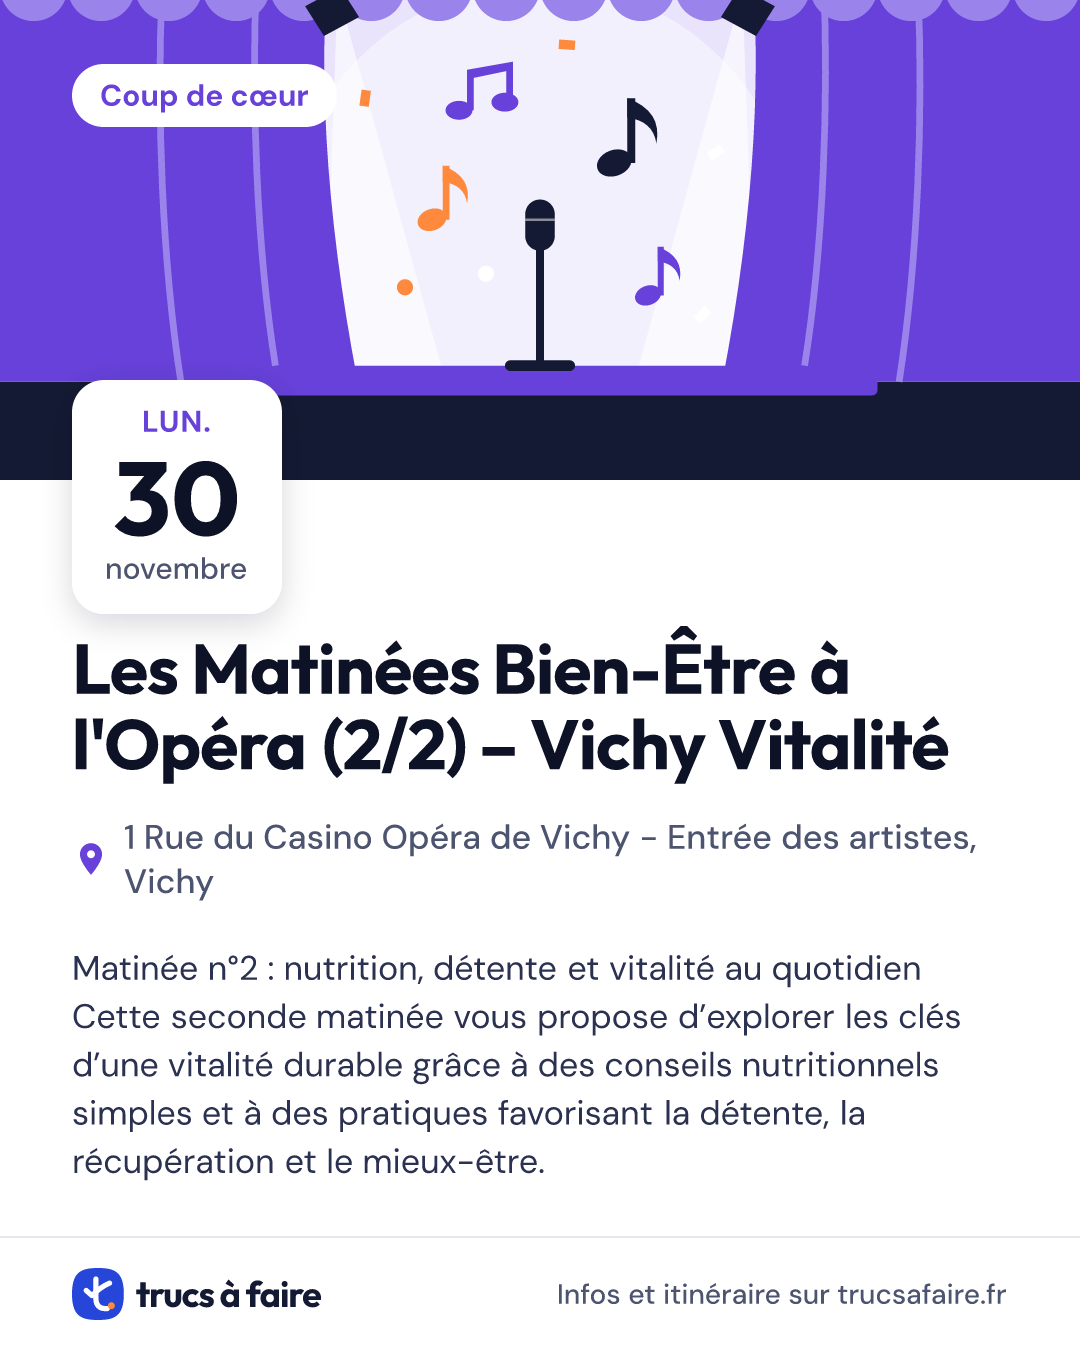 Coup de cœur
LUN.
30
novembre
Les Matinées Bien-Être à
l'Opéra (2/2) – Vichy Vitalité
1 Rue du Casino Opéra de Vichy - Entrée des artistes,
Vichy
Matinée n°2 : nutrition, détente et vitalité au quotidien
Cette seconde matinée vous propose d’explorer les clés
d’une vitalité durable grâce à des conseils nutritionnels
simples et à des pratiques favorisant la détente, la
récupération et le mieux-être.
trucs à faire
Infos et itinéraire sur trucsafaire.fr